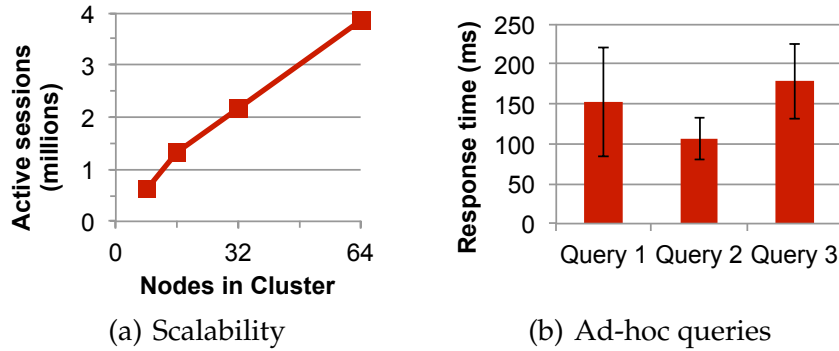 4
3
2
1
0
0
32
64
Active sessions
(millions)
Nodes in Cluster
(a) Scalability
250
200
150
100
50
0
Response time (ms)
Query 1 Query 2 Query 3
(b) Ad-hoc queries